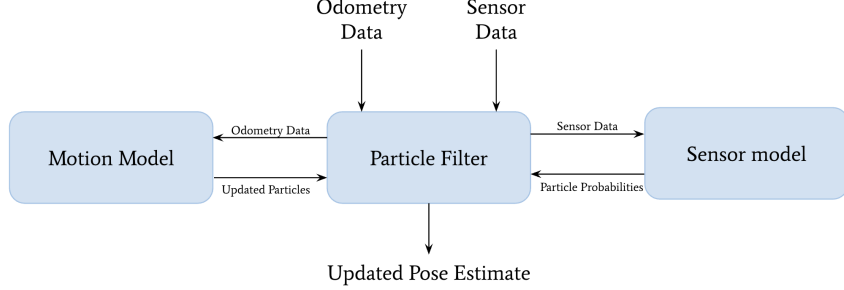 Odometry
Data
Sensor
Data
Motion Model
Odometry Data
Updated Particles
Particle Filter
Sensor Data
Particle Probabilities
Sensor model
Updated Pose Estimate